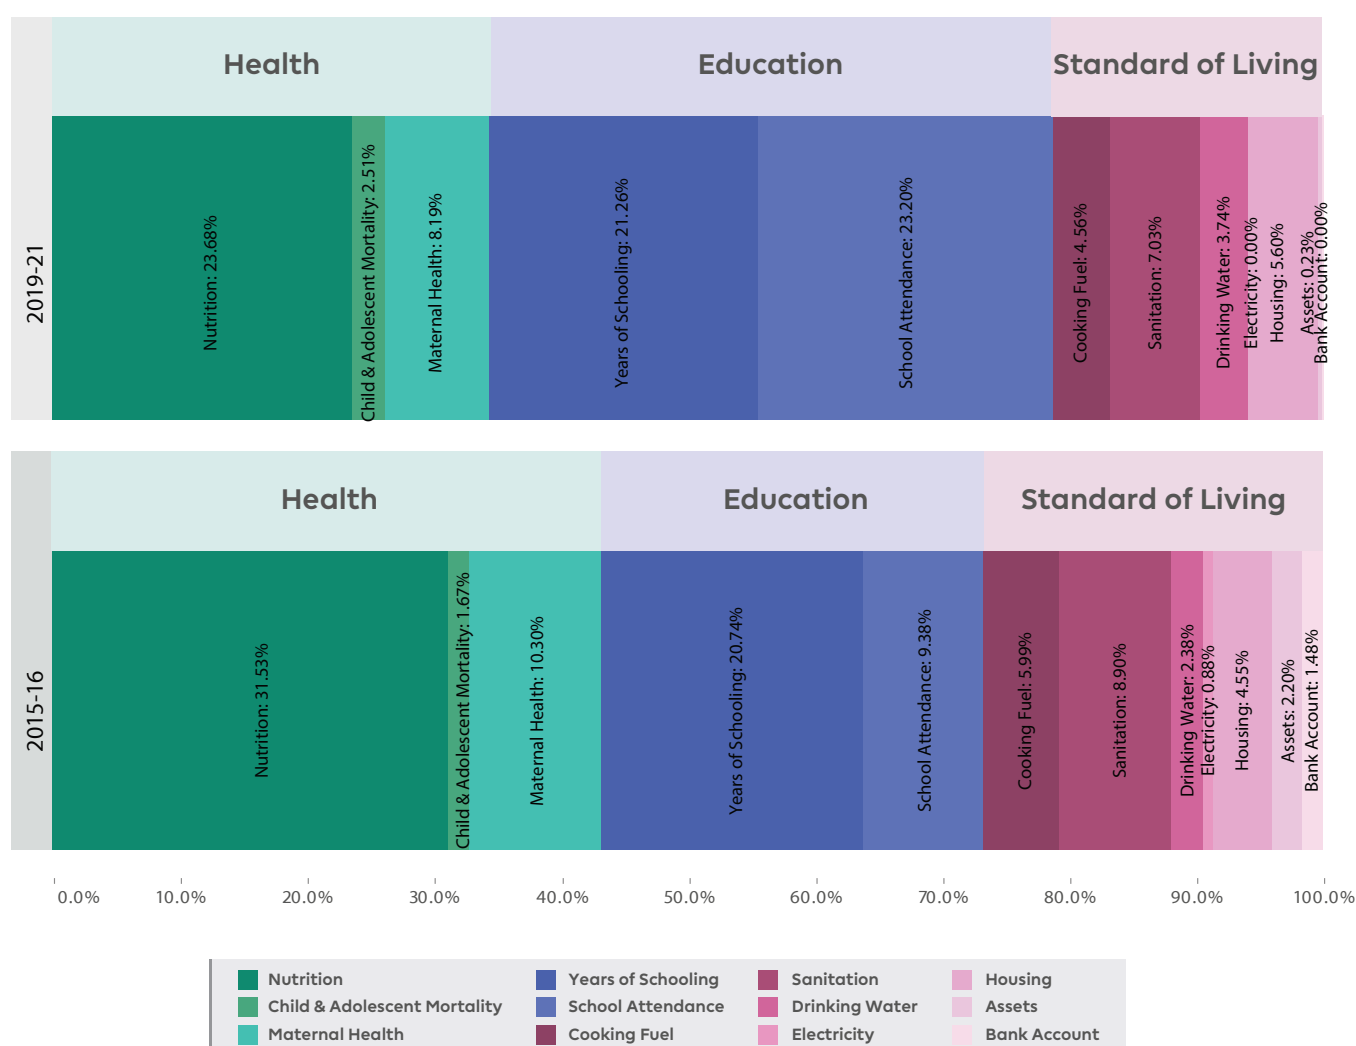 Health
Education
Standard of Living
2019-21
Nutrition: 23.68%
Child & Adolescent Mortality: 2.51%
Maternal Health: 8.19%
Years of Schooling: 21.26%
School Attendance: 23.20%
Cooking Fuel: 4.56%
Sanitation: 7.03%
Drinking Water: 3.74%
Electricity: 0.00%
Housing: 5.60%
Assets: 0.23%
Bank Account: 0.00%
Health
Education
Standard of Living
2015-16
Nutrition: 31.53%
Child & Adolescent Mortality: 1.67%
Maternal Health: 10.30%
Years of Schooling: 20.74%
School Attendance: 9.38%
Cooking Fuel: 5.99%
Sanitation: 8.90%
Drinking Water: 2.38%
Electricity: 0.88%
Housing: 4.55%
Assets: 2.20%
Bank Account: 1.48%
0.0% 10.0% 20.0% 30.0% 40.0% 50.0% 60.0% 70.0% 80.0% 90.0% 100.0%
Nutrition
Child & Adolescent Mortality
Maternal Health
Years of Schooling
School Attendance
Cooking Fuel
Sanitation
Drinking Water
Electricity
Housing
Assets
Bank Account